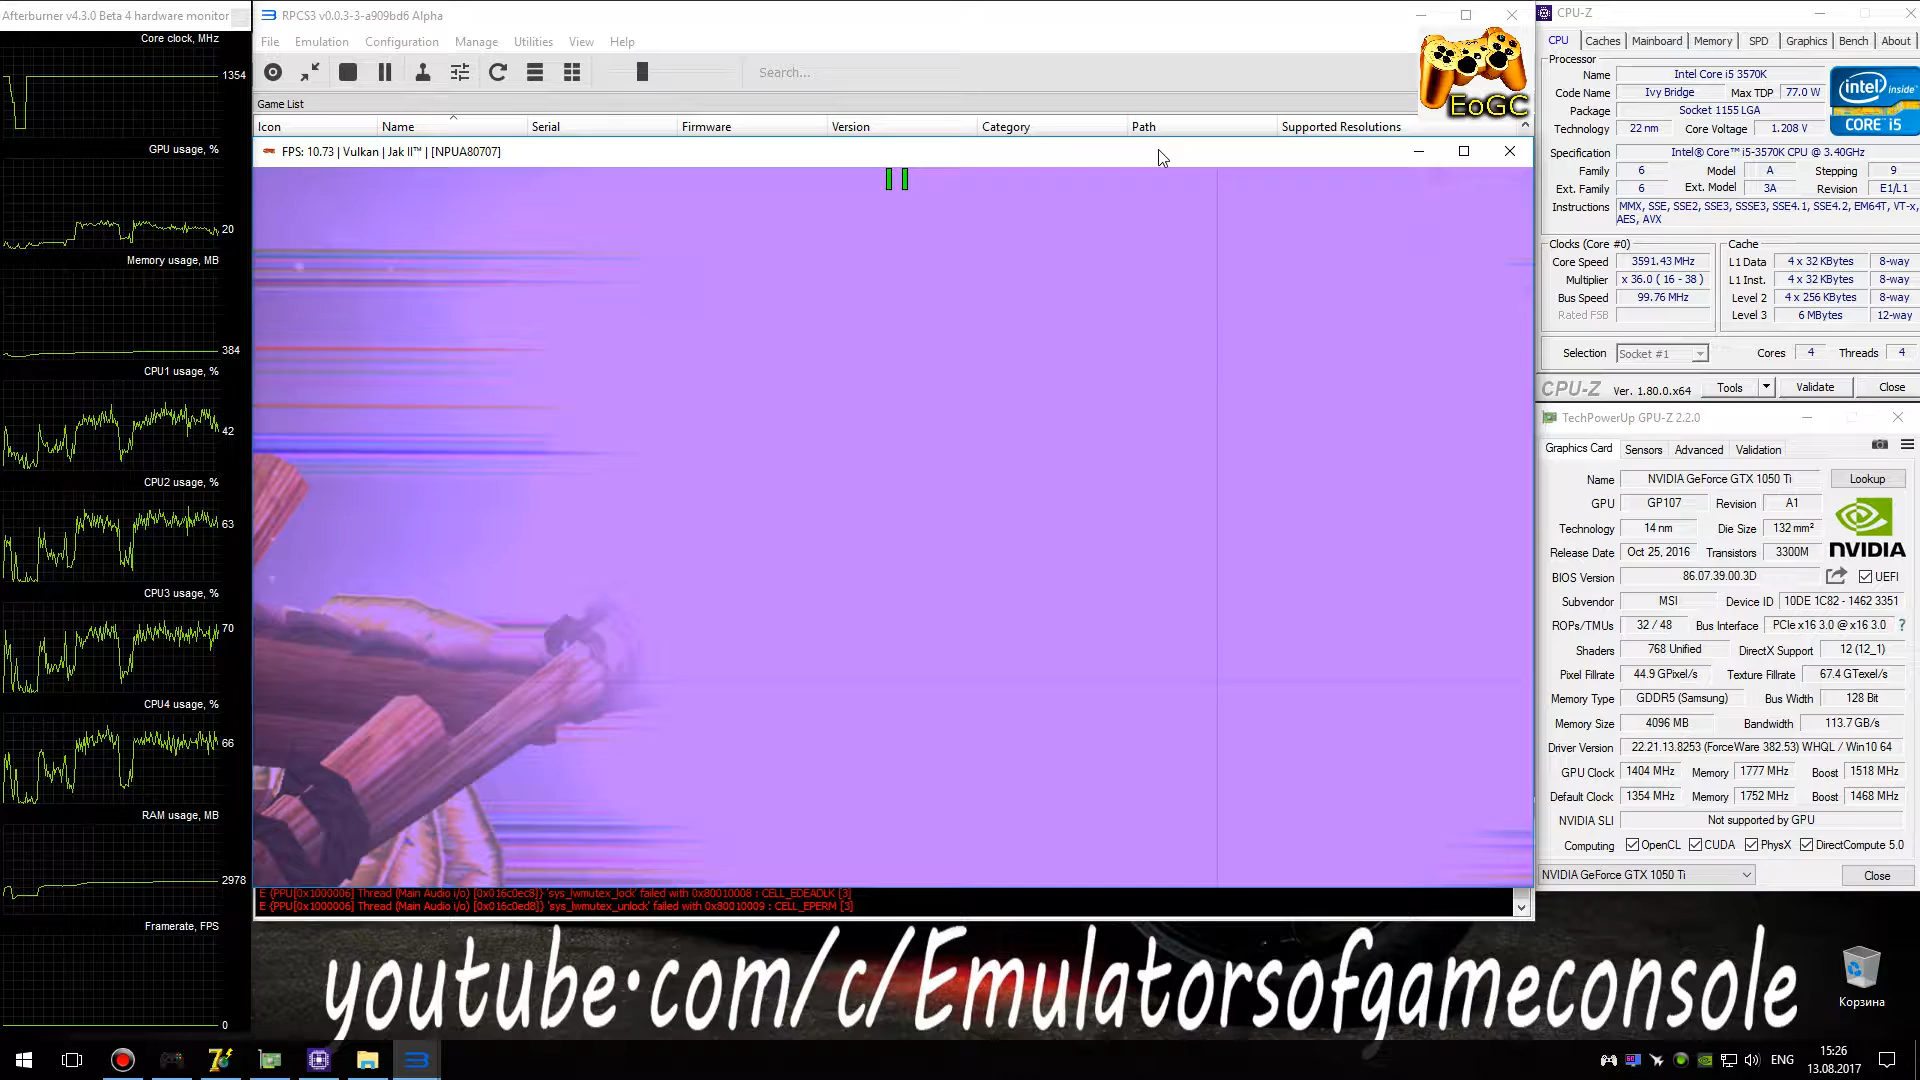 Afterburner v4.3.0 Beta 4 hardware monitor
Core clock, MHz
1354
GPU usage, %
20
Memory usage, MB
384
CPU1 usage, %
42
CPU2 usage, %
63
CPU3 usage, %
70
CPU4 usage, %
66
RAM usage, MB
2978
Framerate, FPS
0
RPCS3 v0.0.3-3-a909bd6 Alpha
File Emulation Configuration Manage Utilities View Help
Search...
EoGC
Game List
Icon Name Serial Firmware Version Category Path Supported Resolutions
FPS: 10.73 | Vulkan | Jak II™ | [NPUA80707]
E {PPU[0x1000006] Thread (Main Audio i/o) [0x016c0ec8]} 'sys_lwmutex_lock' failed with 0x80010008 : CELL_EDEADLK [3]
E {PPU[0x1000006] Thread (Main Audio i/o) [0x016c0ed8]} 'sys_lwmutex_unlock' failed with 0x80010009 : CELL_EPERM [3]
CPU-Z
CPU Caches Mainboard Memory SPD Graphics Bench About
Processor
Name Intel Core i5 3570K
Code Name Ivy Bridge Max TDP 77.0 W
Package Socket 1155 LGA
Technology 22 nm Core Voltage 1.208 V
intel inside™
CORE i5
Specification Intel® Core™ i5-3570K CPU @ 3.40GHz
Family 6 Model A Stepping 9
Ext. Family 6 Ext. Model 3A Revision E1/L1
Instructions MMX, SSE, SSE2, SSE3, SSSE3, SSE4.1, SSE4.2, EM64T, VT-x,
AES, AVX
Clocks (Core #0) Cache
Core Speed 3591.43 MHz L1 Data 4 x 32 KBytes 8-way
Multiplier x 36.0 ( 16 - 38 ) L1 Inst. 4 x 32 KBytes 8-way
Bus Speed 99.76 MHz Level 2 4 x 256 KBytes 8-way
Rated FSB Level 3 6 MBytes 12-way
Selection Socket #1 Cores 4 Threads 4
CPU-Z Ver. 1.80.0.x64 Tools Validate Close
TechPowerUp GPU-Z 2.2.0
Graphics Card Sensors Advanced Validation
Name NVIDIA GeForce GTX 1050 Ti Lookup
GPU GP107 Revision A1
Technology 14 nm Die Size 132 mm²
Release Date Oct 25, 2016 Transistors 3300M
NVIDIA
BIOS Version 86.07.39.00.3D UEFI
Subvendor MSI Device ID 10DE 1C82 - 1462 3351
ROPs/TMUs 32 / 48 Bus Interface PCIe x16 3.0 @ x16 3.0 ?
Shaders 768 Unified DirectX Support 12 (12_1)
Pixel Fillrate 44.9 GPixel/s Texture Fillrate 67.4 GTexel/s
Memory Type GDDR5 (Samsung) Bus Width 128 Bit
Memory Size 4096 MB Bandwidth 113.7 GB/s
Driver Version 22.21.13.8253 (ForceWare 382.53) WHQL / Win10 64
GPU Clock 1404 MHz Memory 1777 MHz Boost 1518 MHz
Default Clock 1354 MHz Memory 1752 MHz Boost 1468 MHz
NVIDIA SLI Not supported by GPU
Computing OpenCL CUDA PhysX DirectCompute 5.0
NVIDIA GeForce GTX 1050 Ti Close
youtube.com/c/Emulatorsofgameconsole
Корзина
ENG
15:26
13.08.2017